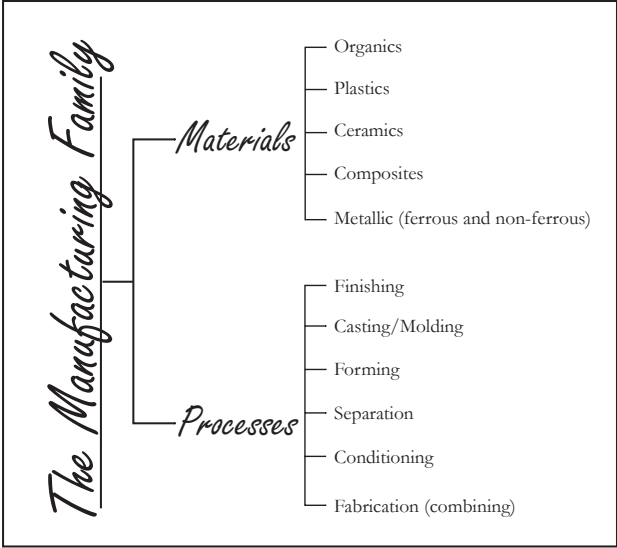 The Manufacturing Family
Materials
Organics
Plastics
Ceramics
Composites
Metallic (ferrous and non-ferrous)
Processes
Finishing
Casting/Molding
Forming
Separation
Conditioning
Fabrication (combining)